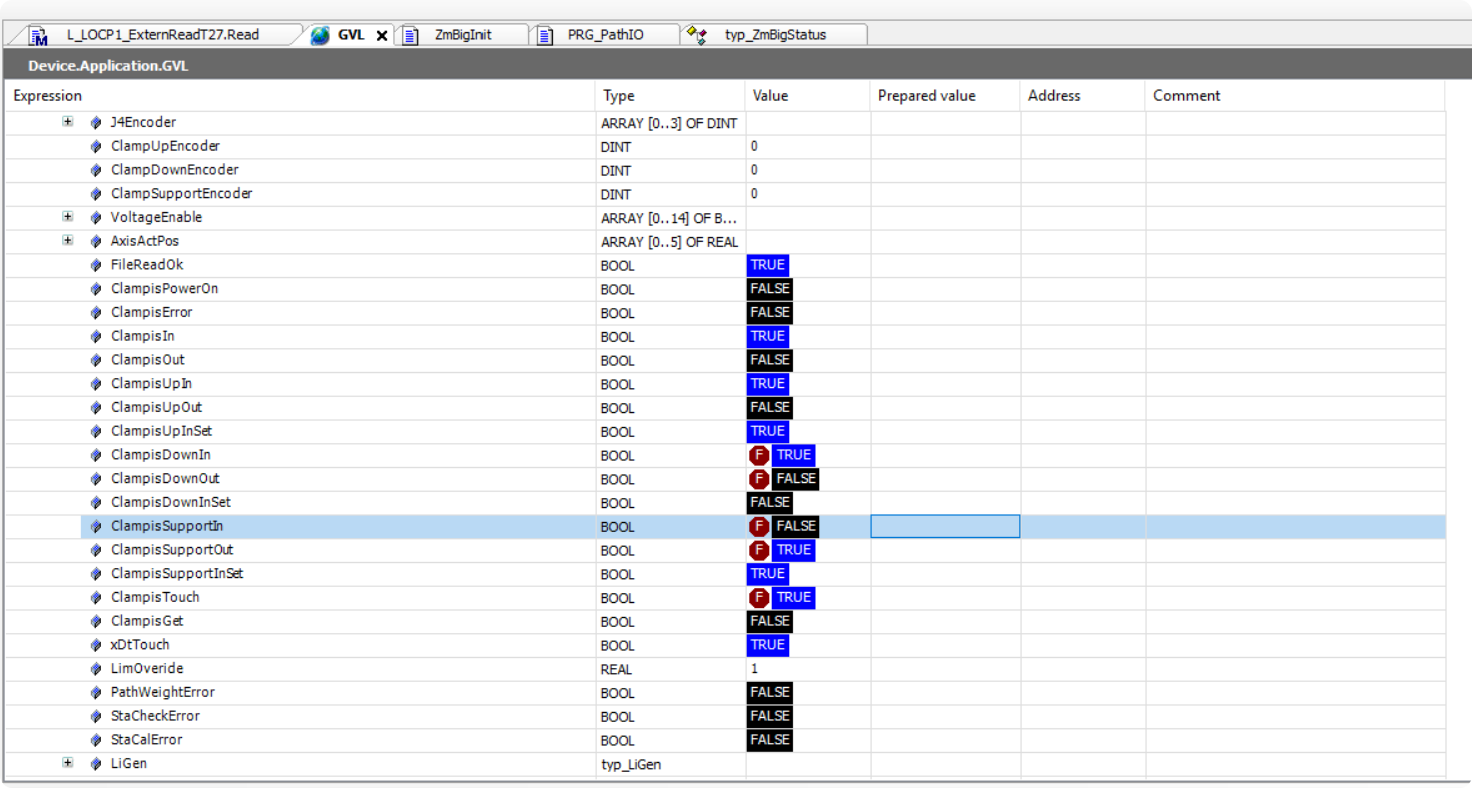 L_LOCP1_ExternReadT27.Read GVL ZmBigInit PRG_PathIO typ_ZmBigStatus
Device.Application.GVL
Expression Type Value Prepared value Address Comment
J4Encoder ARRAY [0..3] OF DINT
ClampUpEncoder DINT 0
ClampDownEncoder DINT 0
ClampSupportEncoder DINT 0
VoltageEnable ARRAY [0..14] OF B...
AxisActPos ARRAY [0..5] OF REAL
FileReadOk BOOL TRUE
ClampisPowerOn BOOL FALSE
ClampisError BOOL FALSE
ClampisIn BOOL TRUE
ClampisOut BOOL FALSE
ClampisUpIn BOOL TRUE
ClampisUpOut BOOL FALSE
ClampisUpInSet BOOL TRUE
ClampisDownIn BOOL F TRUE
ClampisDownOut BOOL F FALSE
ClampisDownInSet BOOL FALSE
ClampisSupportIn BOOL F FALSE
ClampisSupportOut BOOL F TRUE
ClampisSupportInSet BOOL TRUE
ClampisTouch BOOL F TRUE
ClampisGet BOOL FALSE
xDtTouch BOOL TRUE
LimOveride REAL 1
PathWeightError BOOL FALSE
StaCheckError BOOL FALSE
StaCalError BOOL FALSE
LiGen typ_LiGen